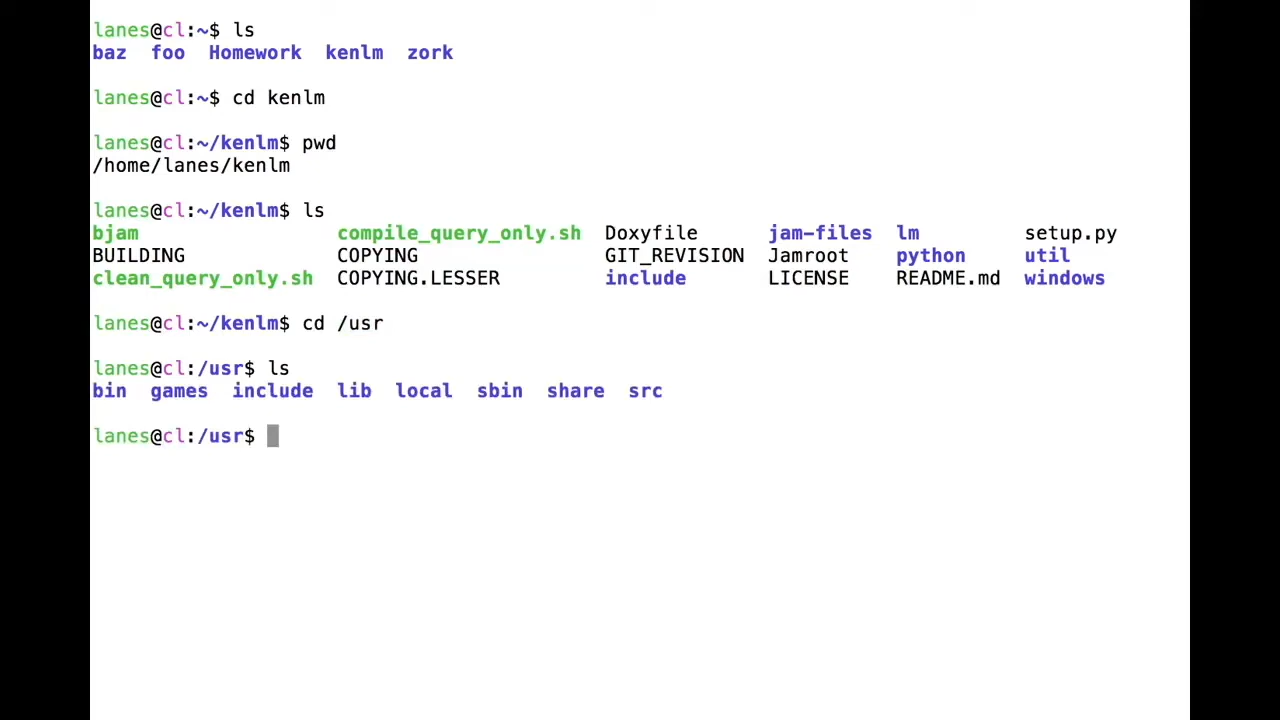 lanes@cl:~$ ls
baz  foo  Homework  kenlm  zork
lanes@cl:~$ cd kenlm
lanes@cl:~/kenlm$ pwd
/home/lanes/kenlm
lanes@cl:~/kenlm$ ls
bjam                 compile_query_only.sh  Doxyfile      jam-files  lm         setup.py
BUILDING             COPYING                GIT_REVISION  Jamroot    python     util
clean_query_only.sh  COPYING.LESSER         include       LICENSE    README.md  windows
lanes@cl:~/kenlm$ cd /usr
lanes@cl:/usr$ ls
bin  games  include  lib  local  sbin  share  src
lanes@cl:/usr$